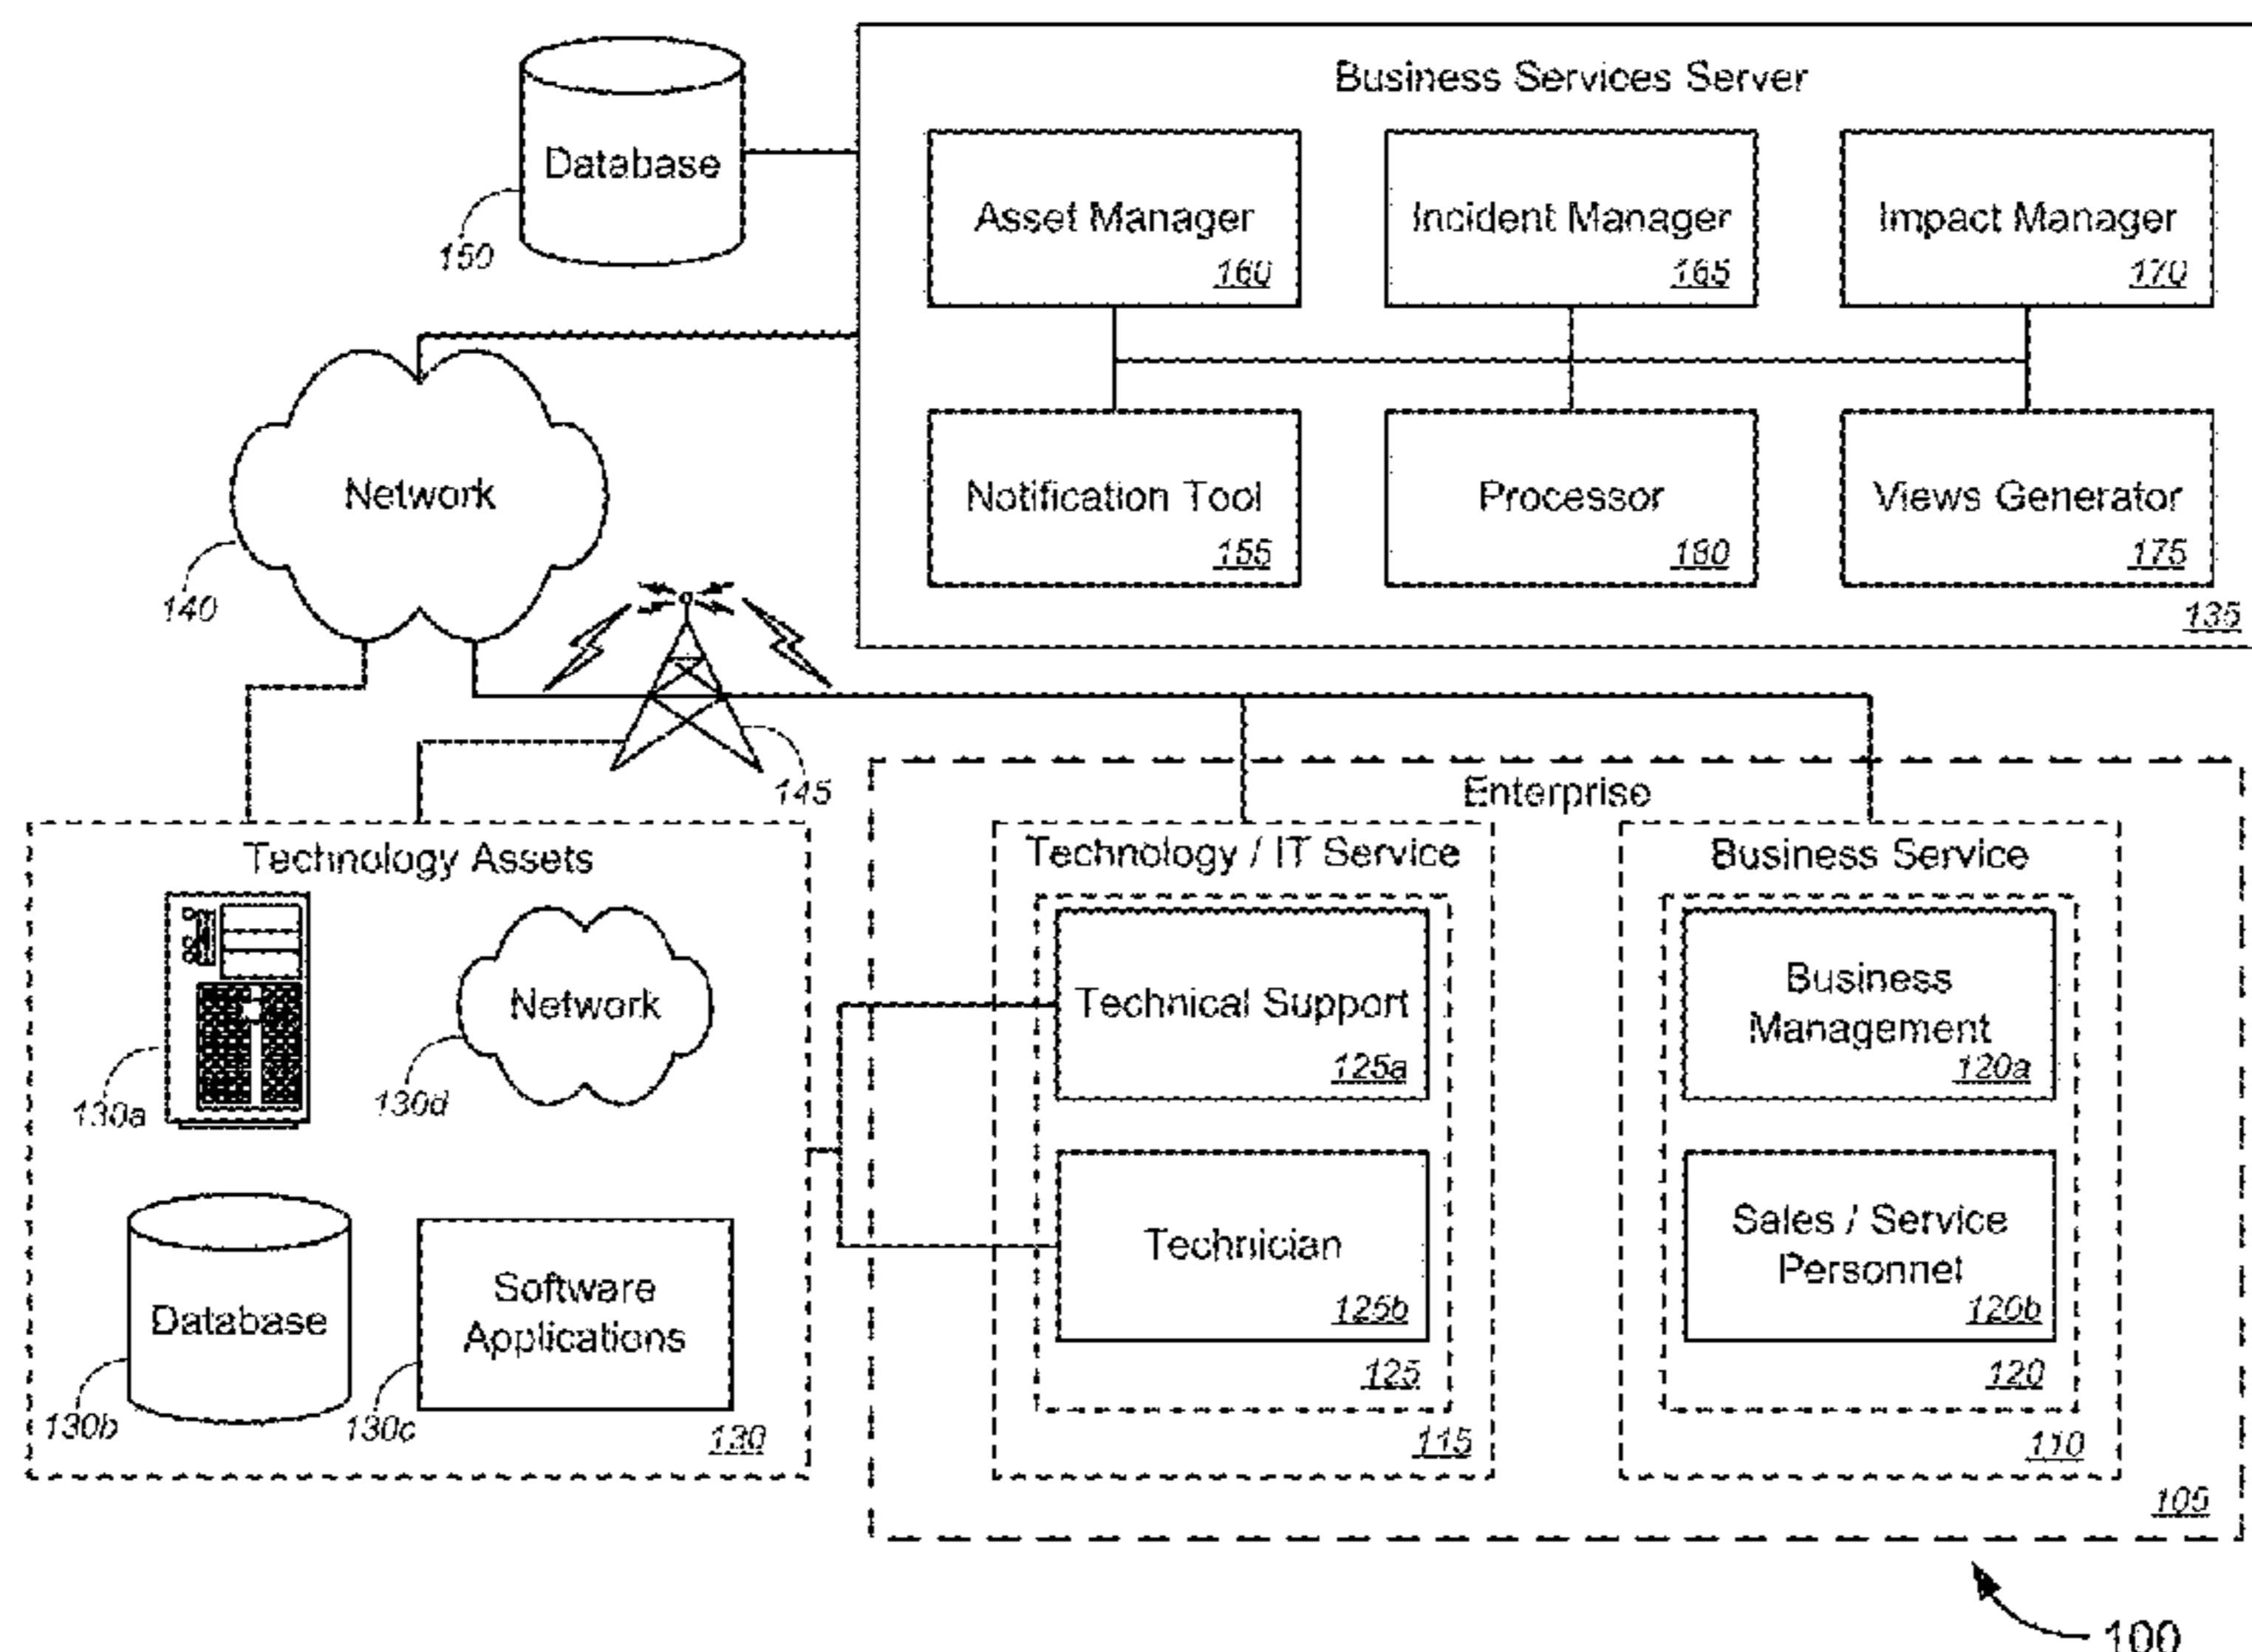 Business Services Server
Database
150
Asset Manager
160
Incident Manager
165
Impact Manager
170
Network
140
Notification Tool
155
Processor
180
Views Generator
175
135
145
Enterprise
Technology Assets
130a
Network
130d
Database
130b
Software
Applications
130c
130
Technology / IT Service
Technical Support
125a
Technician
125b
125
115
Business Service
Business
Management
120a
Sales / Service
Personnel
120b
120
110
105
100